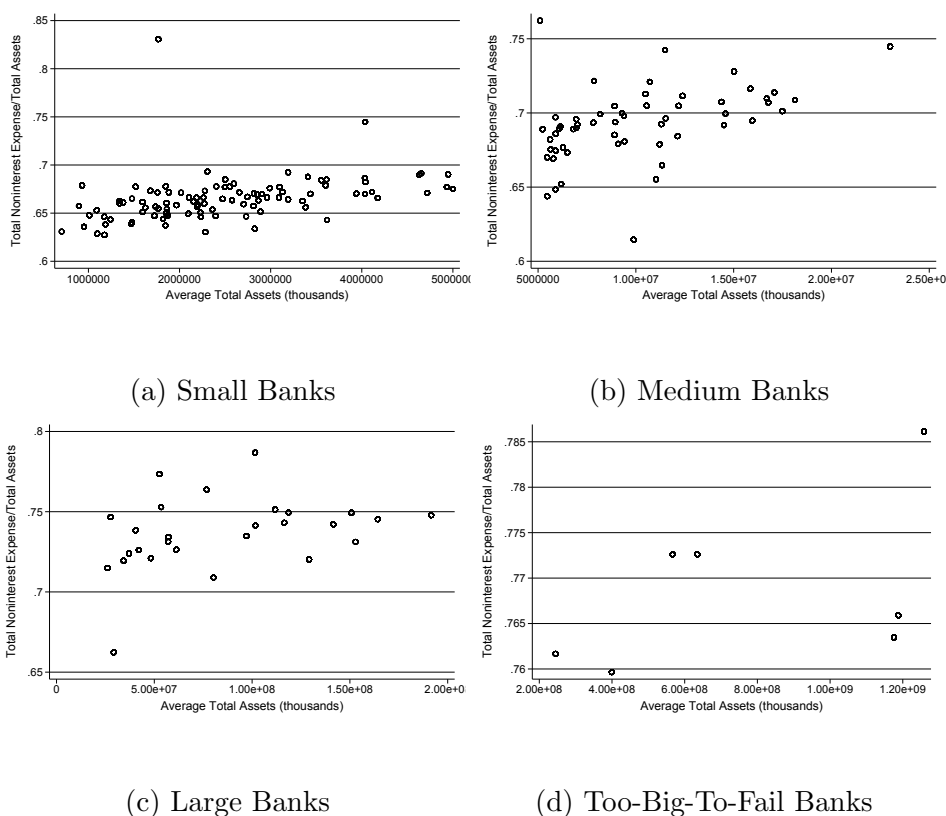 .85
.8
.75
.7
.65
.6
Total Noninterest Expense/Total Assets
1000000 2000000 3000000 4000000 5000000
Average Total Assets (thousands)
(a) Small Banks
.75
.7
.65
.6
Total Noninterest Expense/Total Assets
5000000 1.00e+07 1.50e+07 2.00e+07 2.50e+0
Average Total Assets (thousands)
(b) Medium Banks
.8
.75
.7
.65
Total Noninterest Expense/Total Assets
0 5.00e+07 1.00e+08 1.50e+08 2.00e+0
Average Total Assets (thousands)
(c) Large Banks
.785
.78
.775
.77
.765
.76
Total Noninterest Expense/Total Assets
2.00e+08 4.00e+08 6.00e+08 8.00e+08 1.00e+09 1.20e+09
Average Total Assets (thousands)
(d) Too-Big-To-Fail Banks